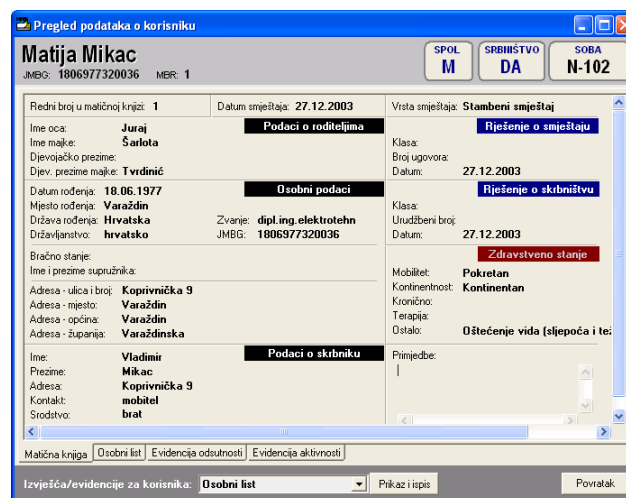 Pregled podataka o korisniku
Matija Mikac
JMBG: 1806977320036 MBR: 1
SPOL
M
SRBNIŠTVO
DA
SOBA
N-102
Redni broj u matičnoj knjizi: 1 Datum smještaja: 27.12.2003 Vrsta smještaja: Stambeni smještaj
Podaci o roditeljima
Ime oca: Juraj
Ime majke: Šarlota
Djevojačko prezime:
Djev. prezime majke: Tvrdinić
Rješenje o smještaju
Klasa:
Broj ugovora:
Datum: 27.12.2003
Osobni podaci
Datum rođenja: 18.06.1977
Mjesto rođenja: Varaždin
Država rođenja: Hrvatska Zvanje: dipl.ing.elektrotehn
Državljanstvo: hrvatsko JMBG: 1806977320036
Rješenje o skrbništvu
Klasa:
Urudžbeni broj:
Datum: 27.12.2003
Bračno stanje:
Ime i prezime supružnika:
Zdravstveno stanje
Mobilitet: Pokretan
Kontinentnost: Kontinentan
Kronično:
Terapija:
Ostalo: Oštećenje vida (sljepoća i tež
Adresa - ulica i broj: Koprivnička 9
Adresa - mjesto: Varaždin
Adresa - općina: Varaždin
Adresa - županija: Varaždinska
Podaci o skrbniku
Ime: Vladimir
Prezime: Mikac
Adresa: Koprivnička 9
Kontakt: mobitel
Srodstvo: brat
Primjedbe:
Matična knjiga Osobni list Evidencija odsutnosti Evidencija aktivnosti
Izvješća/evidencije za korisnika: Osobni list Prikaz i ispis Povratak